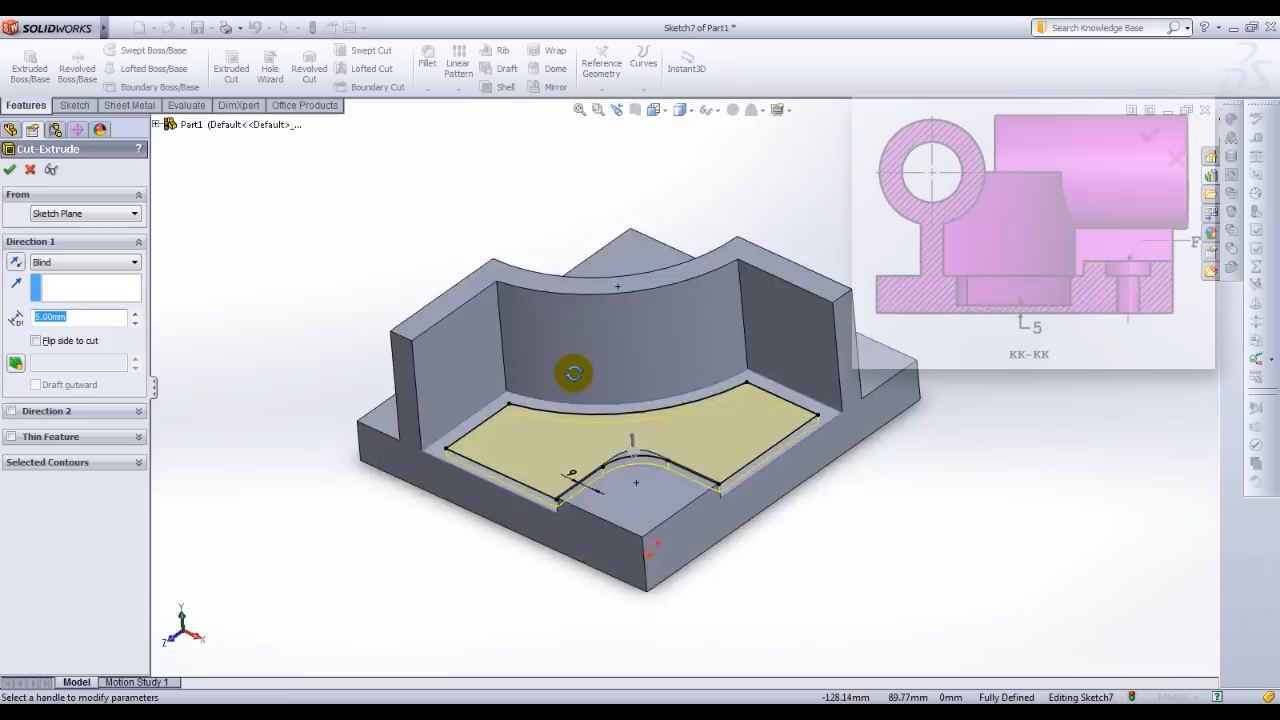 SOLIDWORKS
Sketch7 of Part1 *
Search Knowledge Base
Extruded Boss/Base
Revolved Boss/Base
Swept Boss/Base
Lofted Boss/Base
Boundary Boss/Base
Extruded Cut
Hole Wizard
Revolved Cut
Swept Cut
Lofted Cut
Boundary Cut
Fillet
Linear Pattern
Rib
Draft
Shell
Wrap
Dome
Mirror
Reference Geometry
Curves
Instant3D
Features
Sketch
Sheet Metal
Evaluate
DimXpert
Office Products
Part1 (Default<<Default>_...
Cut-Extrude
?
From
Sketch Plane
Direction 1
Blind
5.00mm
Flip side to cut
Draft outward
Direction 2
Thin Feature
Selected Contours
9
F
5
KK-KK
Y
Z
X
Model
Motion Study 1
Select a handle to modify parameters
-128.14mm
89.77mm
0mm
Fully Defined
Editing Sketch7
MMGS